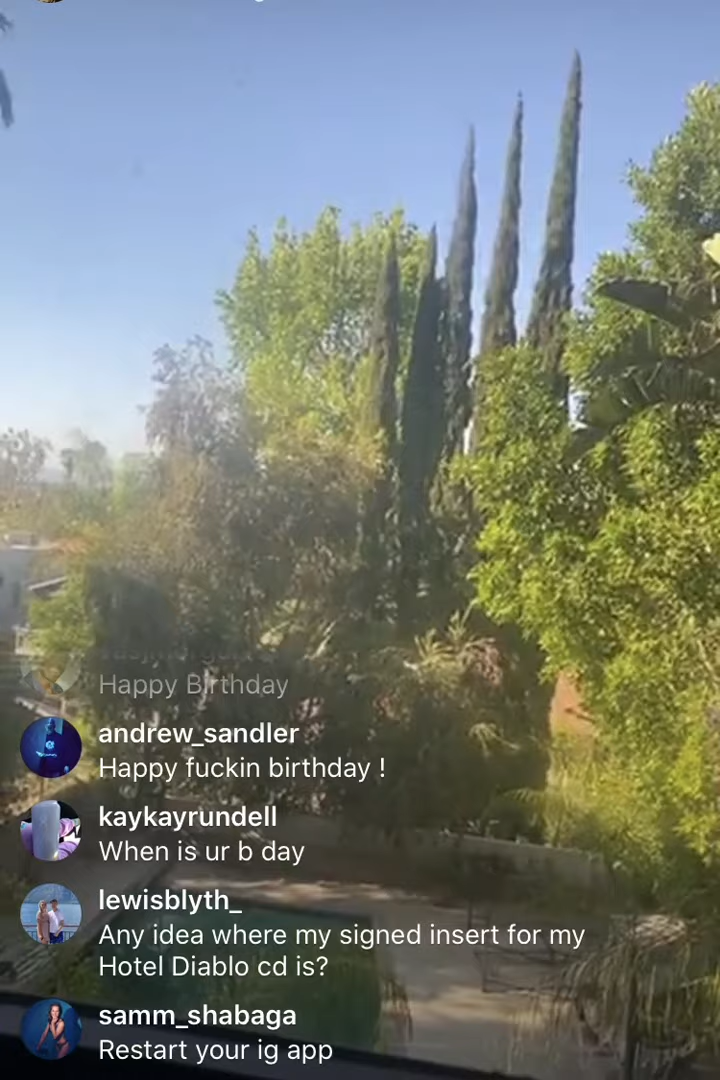 Happy Birthday
andrew_sandler
Happy fuckin birthday !
kaykayrundell
When is ur b day
lewisblyth_
Any idea where my signed insert for my
Hotel Diablo cd is?
samm_shabaga
Restart your ig app